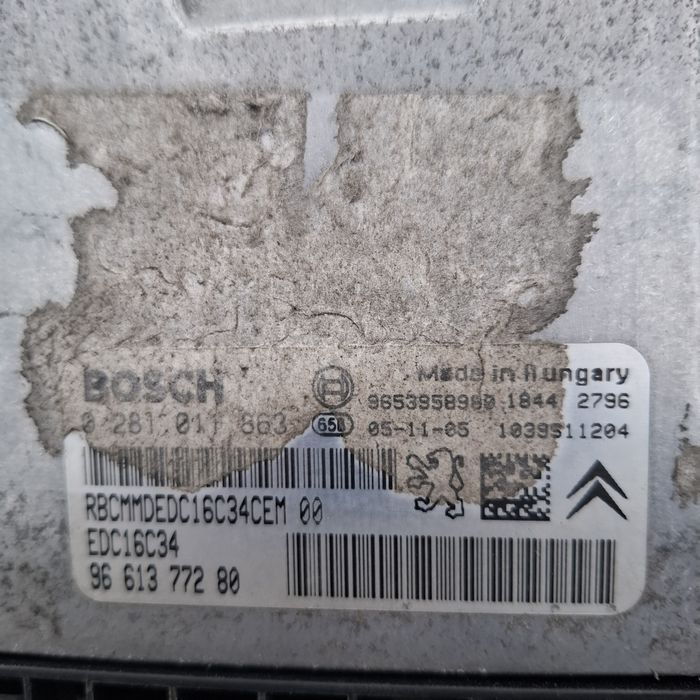 BOSCH
Made in Hungary
0 281 011 863
65B
9653958980 1844 2796
05-11-05 1039S11204
RBCMMDEDC16C34CEM 00
EDC16C34
96 613 772 80